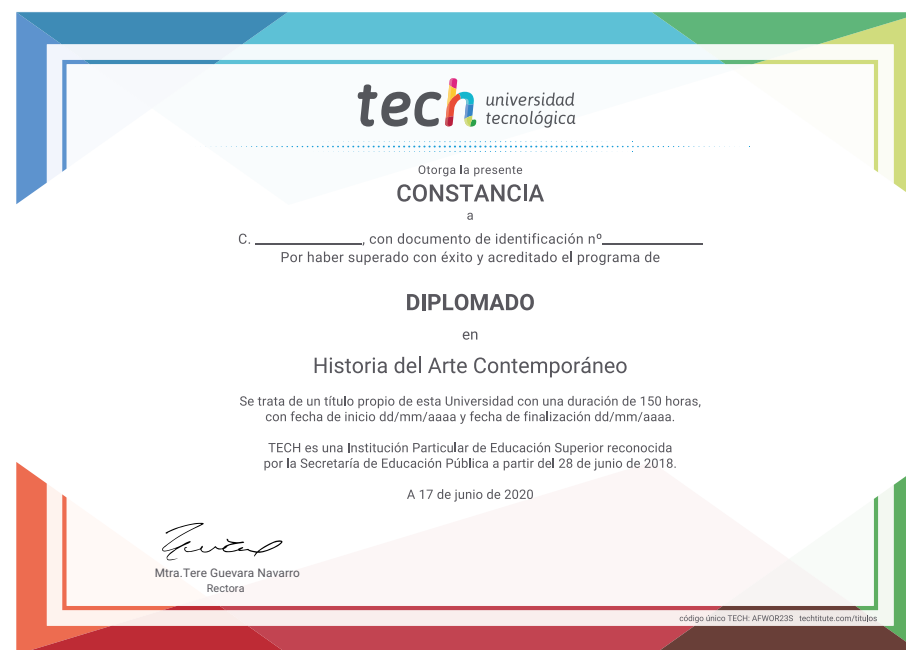 tech universidad
tecnológica
Otorga la presente
CONSTANCIA
a
C. ____________, con documento de identificación nº____________
Por haber superado con éxito y acreditado el programa de
DIPLOMADO
en
Historia del Arte Contemporáneo
Se trata de un título propio de esta Universidad con una duración de 150 horas,
con fecha de inicio dd/mm/aaaa y fecha de finalización dd/mm/aaaa.
TECH es una Institución Particular de Educación Superior reconocida
por la Secretaría de Educación Pública a partir del 28 de junio de 2018.
A 17 de junio de 2020
Mtra.Tere Guevara Navarro
Rectora
código único TECH: AFWOR23S techtitute.com/titulos